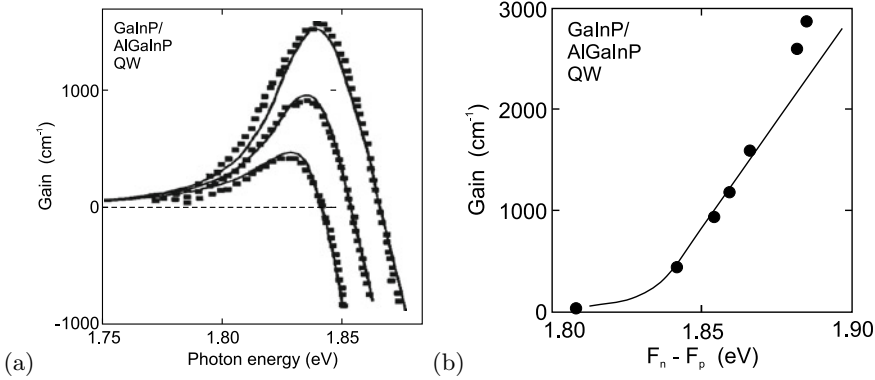 GaInP/
AlGaInP
QW
1000
0
-1000
Gain (cm⁻¹)
1.75
1.80
1.85
Photon energy (eV)
(a)
GaInP/
AlGaInP
QW
3000
2000
1000
0
Gain (cm⁻¹)
1.80
1.85
1.90
Fₙ - Fₚ (eV)
(b)